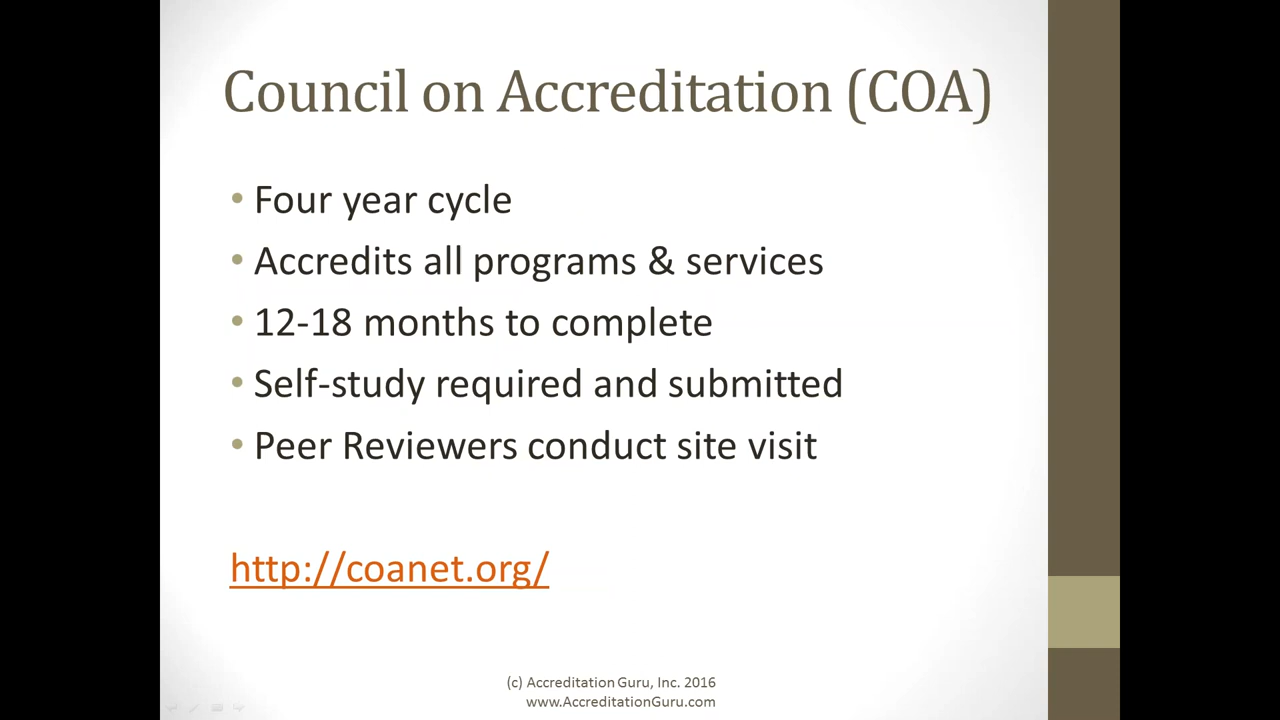 Council on Accreditation (COA)
• Four year cycle
• Accredits all programs & services
• 12-18 months to complete
• Self-study required and submitted
• Peer Reviewers conduct site visit
http://coanet.org/
(c) Accreditation Guru, Inc. 2016
www.AccreditationGuru.com